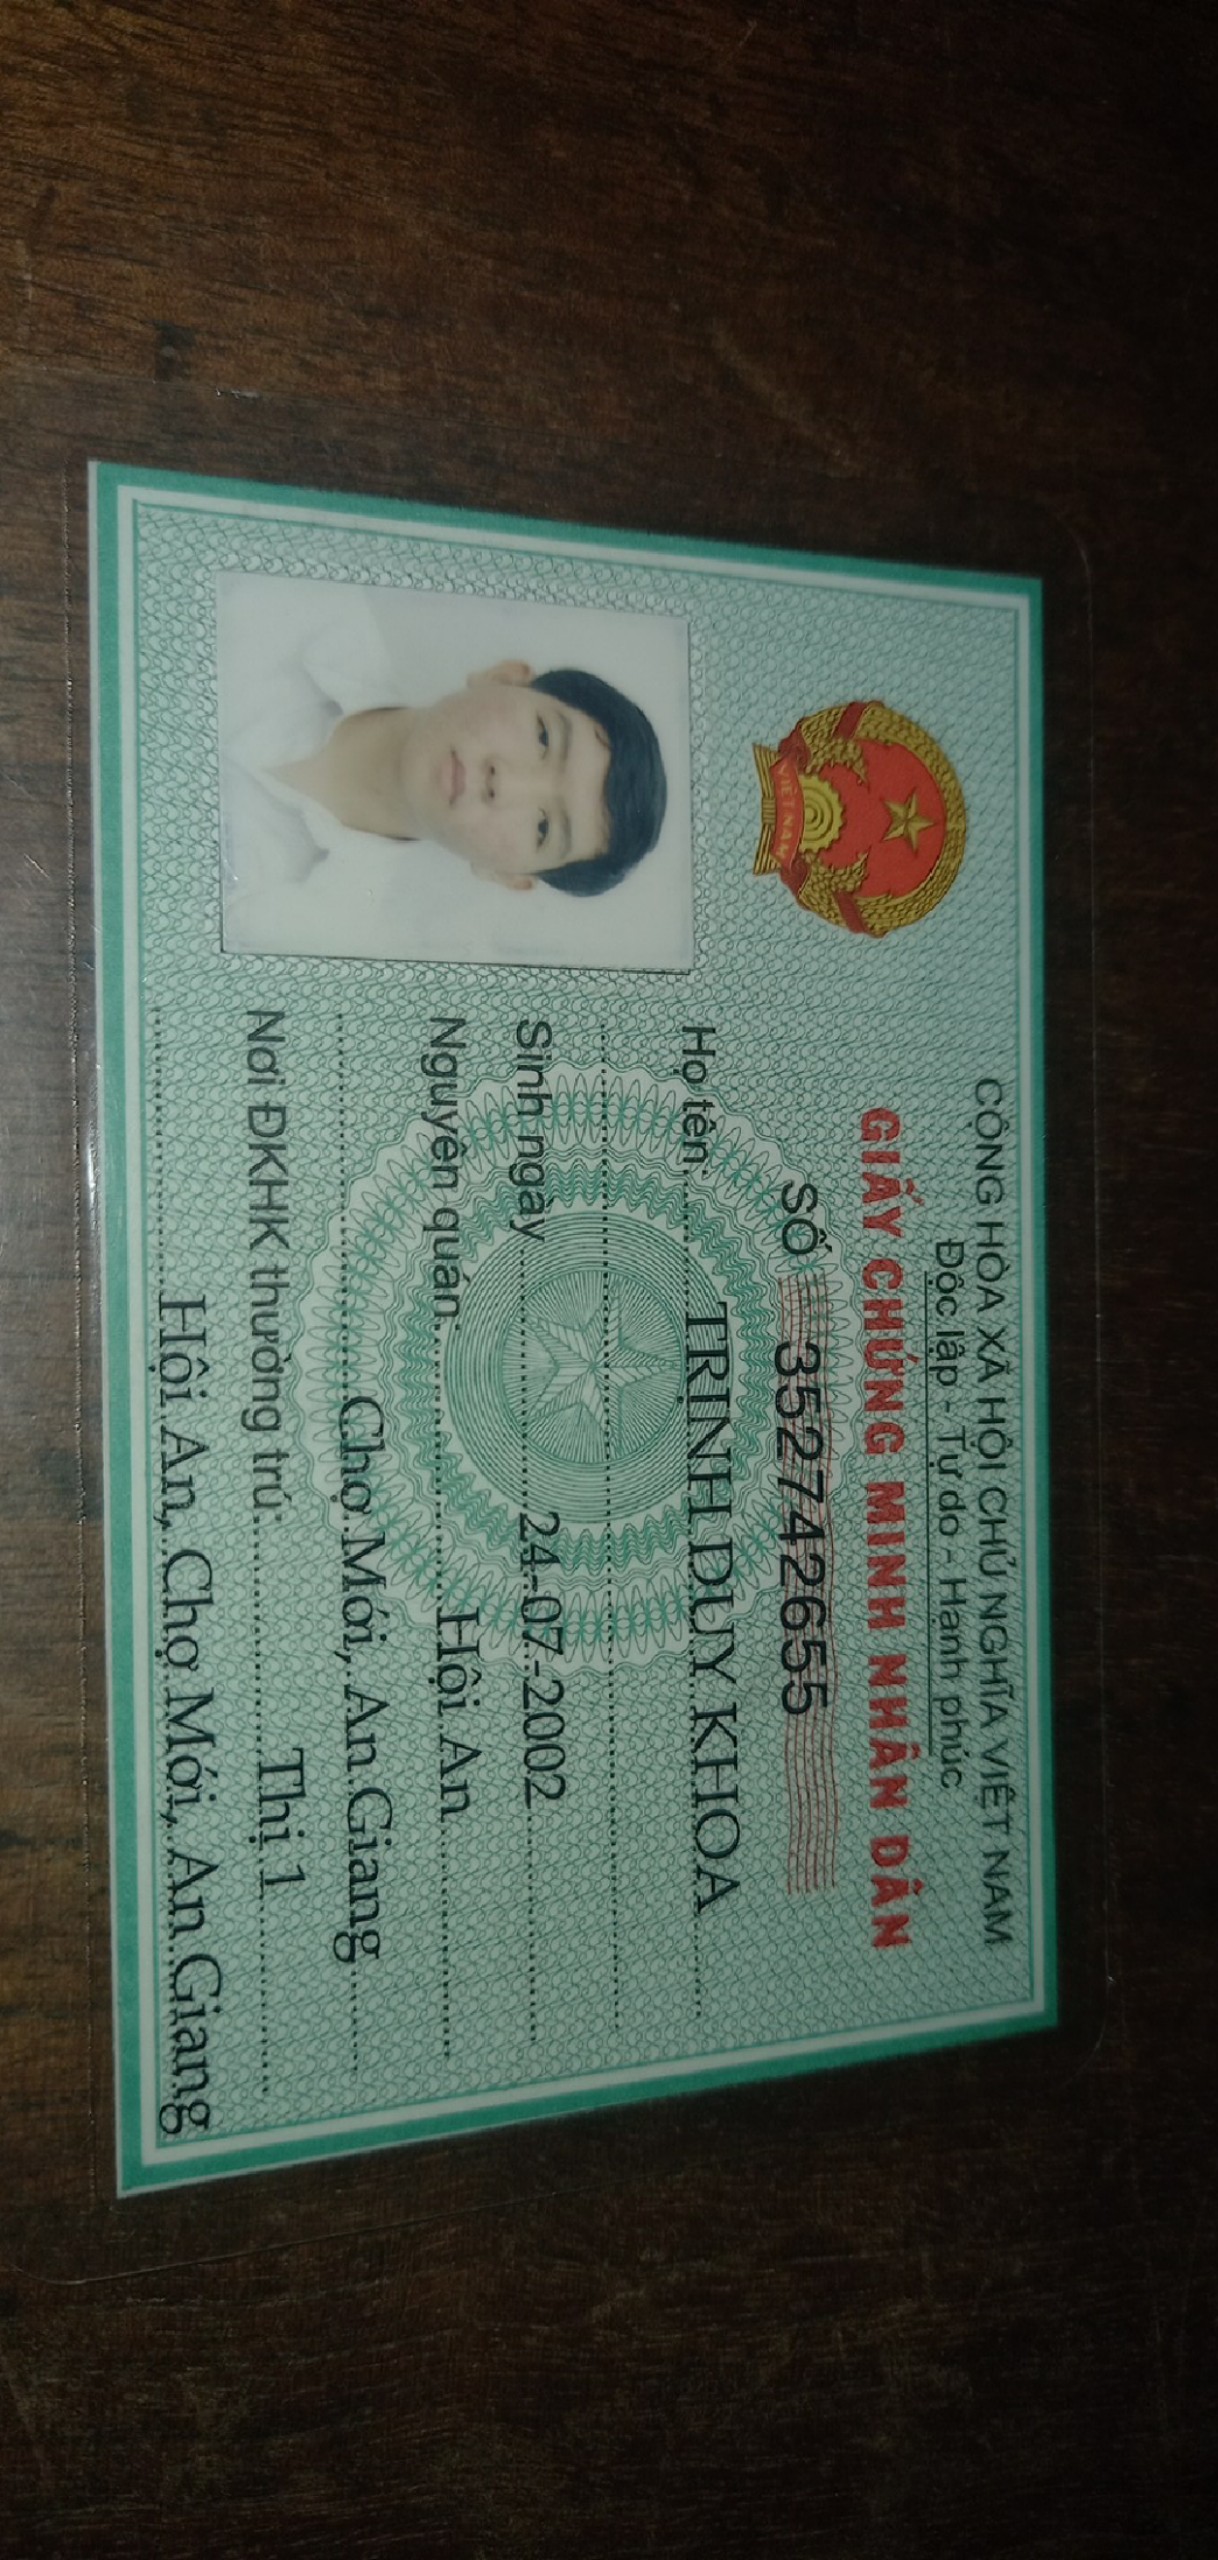 CỘNG HÒA XÃ HỘI CHỦ NGHĨA VIỆT NAM
Độc lập - Tự do - Hạnh phúc
GIẤY CHỨNG MINH NHÂN DÂN
SỐ 352742655
Họ tên: TRỊNH DUY KHOA
Sinh ngày 24-07-2002
Nguyên quán Hội An
Chợ Mới, An Giang
Nơi ĐKHK thường trú: Thị 1
Hội An, Chợ Mới, An Giang
VIỆT NAM